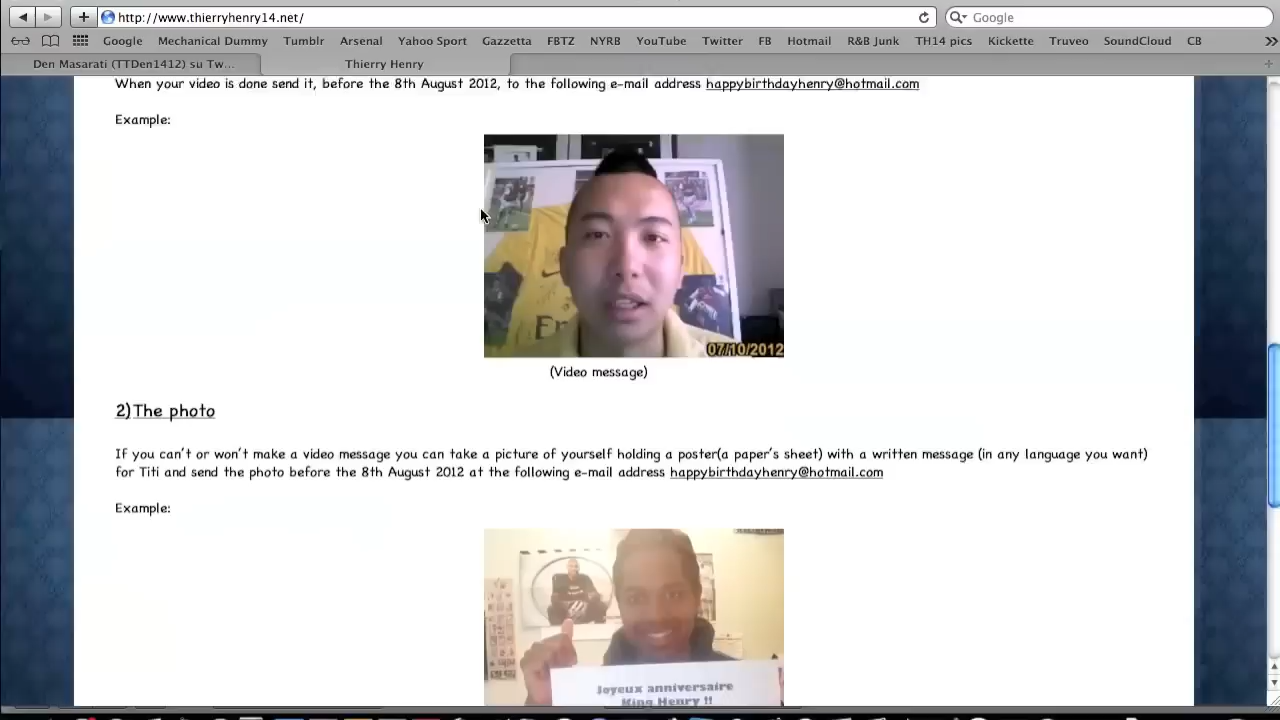 http://www.thierryhenry14.net/
Google
Google Mechanical Dummy Tumblr Arsenal Yahoo Sport Gazzetta FBTZ NYRB YouTube Twitter FB Hotmail R&B Junk TH14 pics Kickette Truveo SoundCloud CB
Den Masarati (TTDen1412) su Tw...
Thierry Henry
When your video is done send it, before the 8th August 2012, to the following e-mail address happybirthdayhenry@hotmail.com
Example:
07/10/2012
(Video message)
2)The photo
If you can't or won't make a video message you can take a picture of yourself holding a poster(a paper's sheet) with a written message (in any language you want)
for Titi and send the photo before the 8th August 2012 at the following e-mail address happybirthdayhenry@hotmail.com
Example:
Joyeux anniversaire
King Henry !!